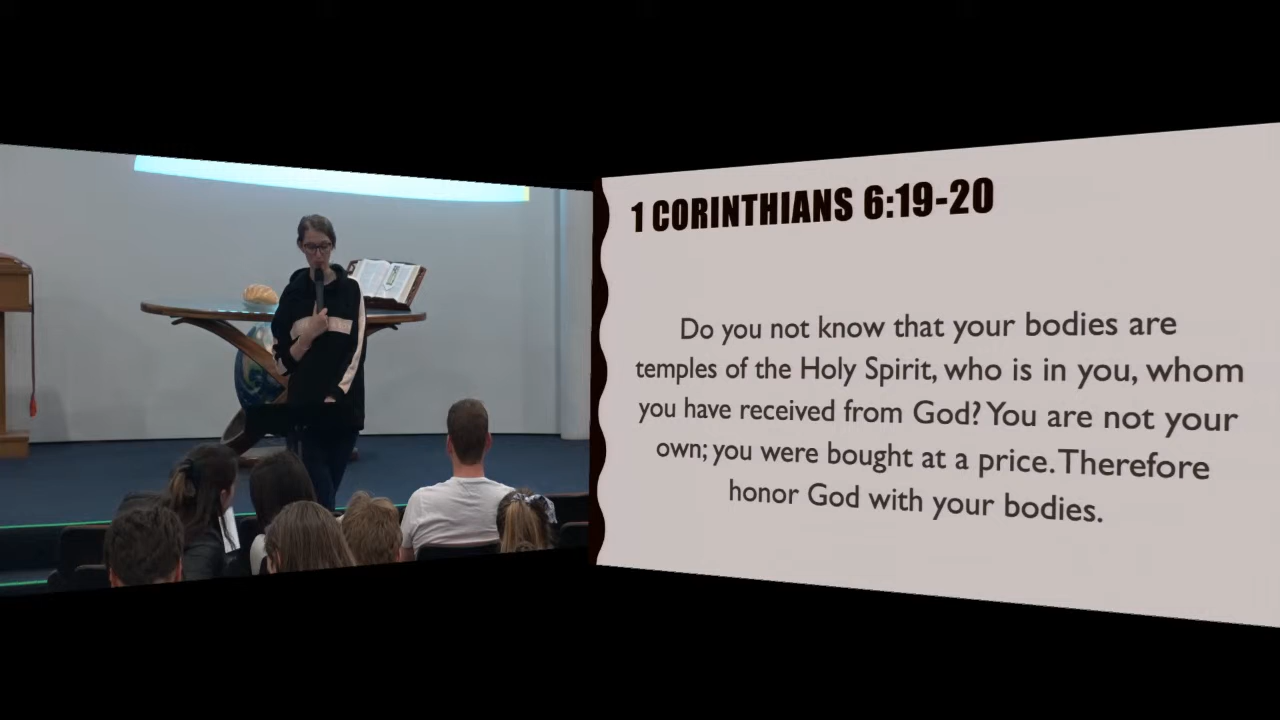 1 CORINTHIANS 6:19-20
Do you not know that your bodies are
temples of the Holy Spirit, who is in you, whom
you have received from God? You are not your
own; you were bought at a price. Therefore
honor God with your bodies.